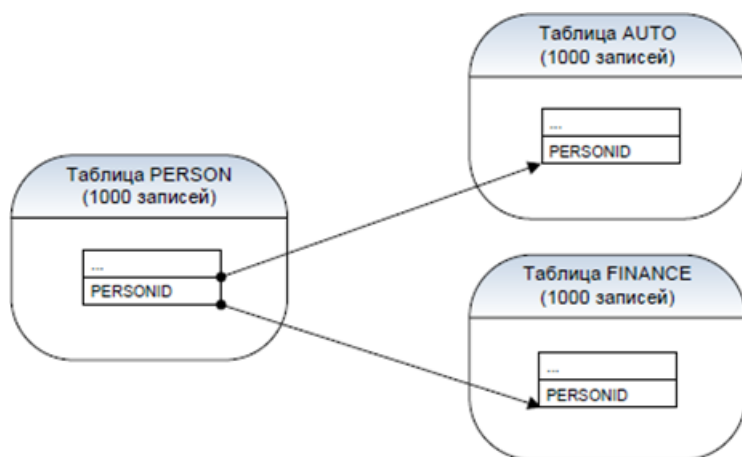 Таблица AUTO
(1000 записей)
...
PERSONID
Таблица PERSON
(1000 записей)
...
PERSONID
Таблица FINANCE
(1000 записей)
...
PERSONID